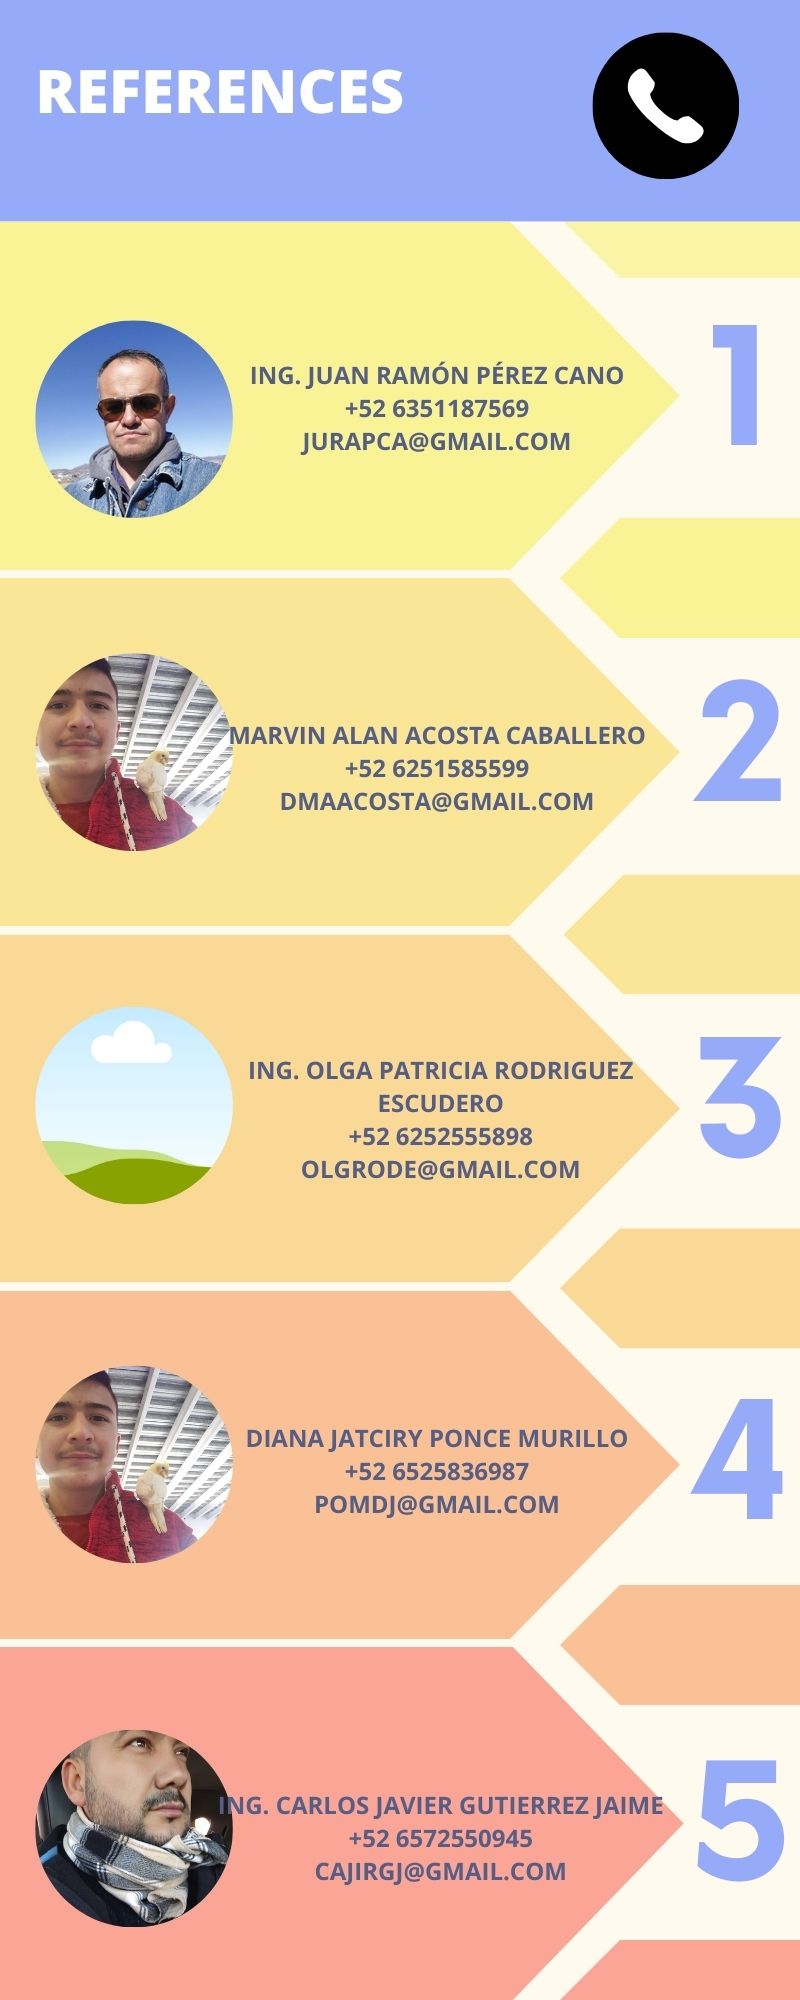 REFERENCES
ING. JUAN RAMÓN PÉREZ CANO
+52 6351187569
JURAPCA@GMAIL.COM
1
MARVIN ALAN ACOSTA CABALLERO
+52 6251585599
DMAACOSTA@GMAIL.COM
2
ING. OLGA PATRICIA RODRIGUEZ
ESCUDERO
+52 6252555898
OLGRODE@GMAIL.COM
3
DIANA JATCIRY PONCE MURILLO
+52 6525836987
POMDJ@GMAIL.COM
4
ING. CARLOS JAVIER GUTIERREZ JAIME
+52 6572550945
CAJIRGJ@GMAIL.COM
5